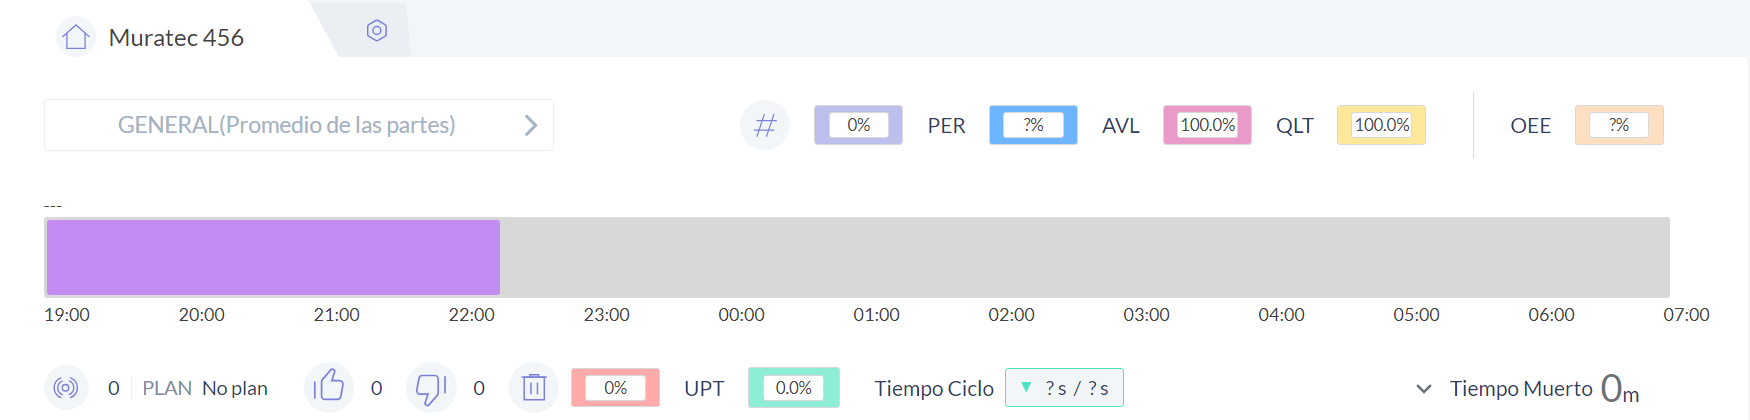 Muratec 456
GENERAL(Promedio de las partes)
# 0% PER ?% AVL 100.0% QLT 100.0% OEE ?%
---
19:00 20:00 21:00 22:00 23:00 00:00 01:00 02:00 03:00 04:00 05:00 06:00 07:00
0 PLAN No plan 0 0 0% UPT 0.0% Tiempo Ciclo ▼ ? s / ? s Tiempo Muerto 0m